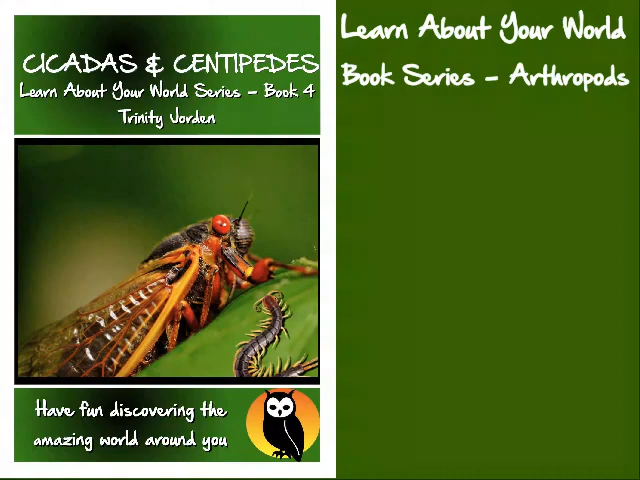 CICADAS & CENTIPEDES
Learn About Your World Series - Book 4
Trinity Jorden
Have fun discovering the
amazing world around you
Learn About Your World
Book Series - Arthropods